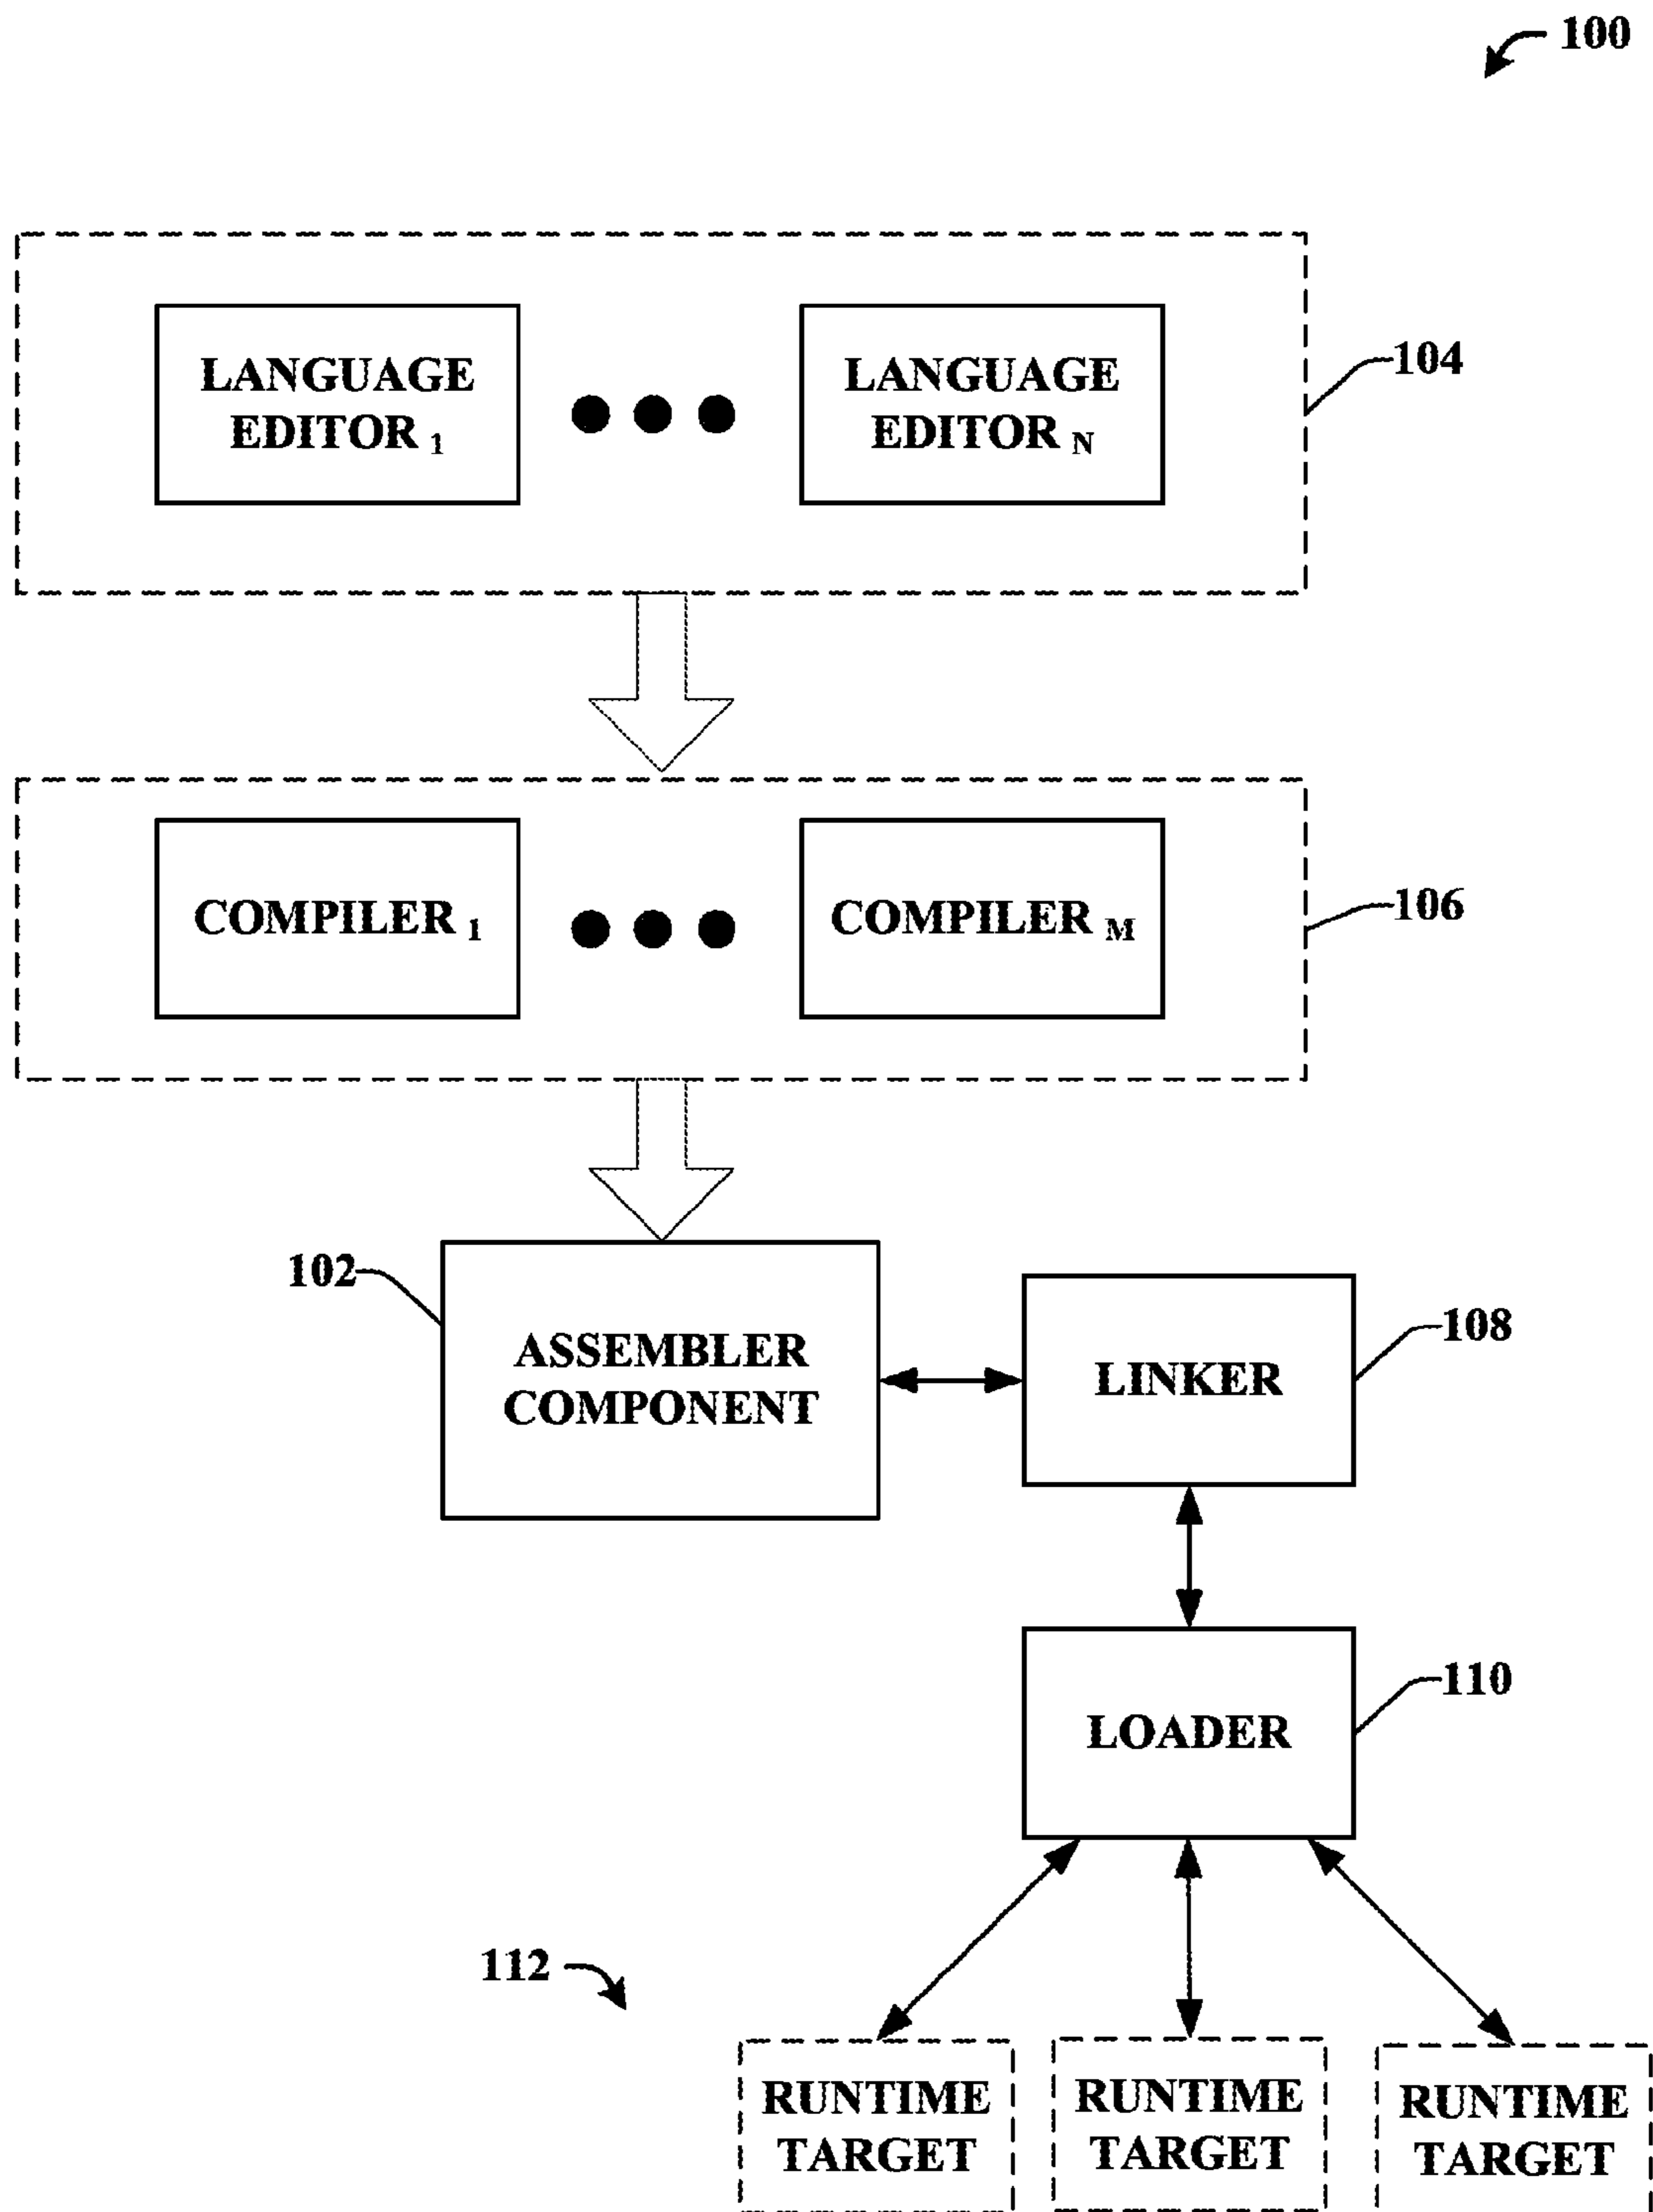 100
LANGUAGE
EDITOR 1
LANGUAGE
EDITOR N
104
COMPILER 1
COMPILER M
106
102
ASSEMBLER
COMPONENT
LINKER
108
LOADER
110
112
RUNTIME
TARGET
RUNTIME
TARGET
RUNTIME
TARGET